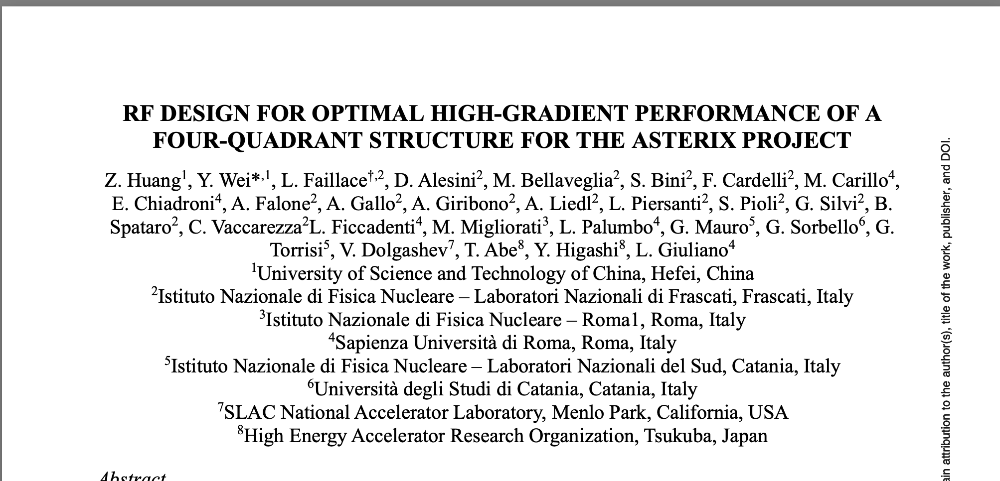 RF DESIGN FOR OPTIMAL HIGH-GRADIENT PERFORMANCE OF A
FOUR-QUADRANT STRUCTURE FOR THE ASTERIX PROJECT
Z. Huang¹, Y. Wei*,¹, L. Faillace†,², D. Alesini², M. Bellaveglia², S. Bini², F. Cardelli², M. Carillo⁴,
E. Chiadroni⁴, A. Falone², A. Gallo², A. Giribono², A. Liedl², L. Piersanti², S. Pioli², G. Silvi², B.
Spataro², C. Vaccarezza²L. Ficcadenti⁴, M. Migliorati³, L. Palumbo⁴, G. Mauro⁵, G. Sorbello⁶, G.
Torrisi⁵, V. Dolgashev⁷, T. Abe⁸, Y. Higashi⁸, L. Giuliano⁴
¹University of Science and Technology of China, Hefei, China
²Istituto Nazionale di Fisica Nucleare – Laboratori Nazionali di Frascati, Frascati, Italy
³Istituto Nazionale di Fisica Nucleare – Roma1, Roma, Italy
⁴Sapienza Università di Roma, Roma, Italy
⁵Istituto Nazionale di Fisica Nucleare – Laboratori Nazionali del Sud, Catania, Italy
⁶Università degli Studi di Catania, Catania, Italy
⁷SLAC National Accelerator Laboratory, Menlo Park, California, USA
⁸High Energy Accelerator Research Organization, Tsukuba, Japan
Abstract
ain attribution to the author(s), title of the work, publisher, and DOI.